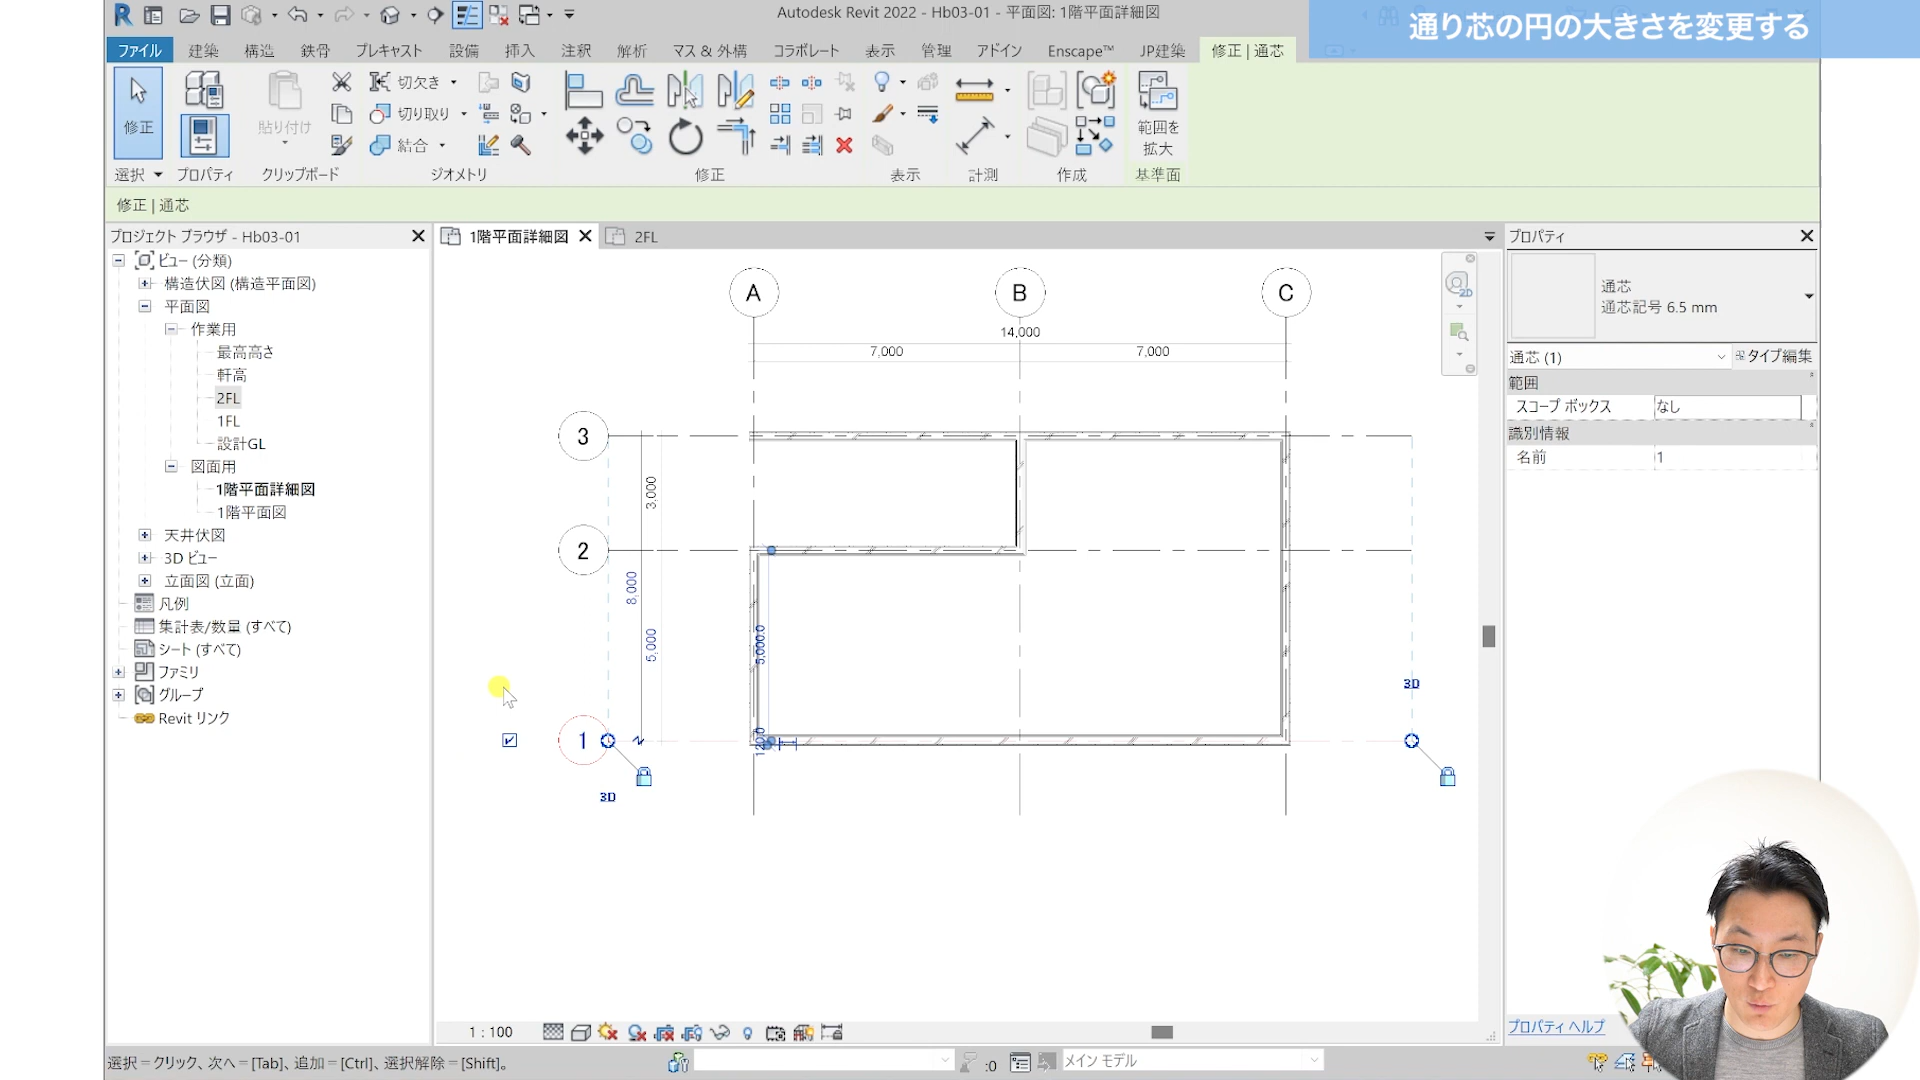 Autodesk Revit 2022 - Hb03-01 - 平面図: 1階平面詳細図
通り芯の円の大きさを変更する
ファイル 建築 構造 鉄骨 プレキャスト 設備 挿入 注釈 解析 マス & 外構 コラボレート 表示 管理 アドイン Enscape™ JP建築 修正 | 通芯
修正
貼り付け
切欠き
切り取り
結合
範囲を
拡大
選択 プロパティ クリップボード ジオメトリ 修正 表示 計測 作成 基準面
修正 | 通芯
プロジェクト ブラウザ - Hb03-01
ビュー (分類)
構造伏図 (構造平面図)
平面図
作業用
最高高さ
軒高
2FL
1FL
設計GL
図面用
1階平面詳細図
1階平面図
天井伏図
3D ビュー
立面図 (立面)
凡例
集計表/数量 (すべて)
シート (すべて)
ファミリ
グループ
Revit リンク
1階平面詳細図 2FL
A B C
14,000
7,000 7,000
3
3,000
2
8,000
5,000
5,000.0
3D
1
120.0
3D
2D
プロパティ
通芯
通芯記号 6.5 mm
通芯 (1) タイプ編集
範囲
スコープ ボックス なし
識別情報
名前 1
プロパティ ヘルプ
1 : 100
選択 = クリック、次へ = [Tab]、追加 = [Ctrl]、選択解除 = [Shift]。
:0
メイン モデル